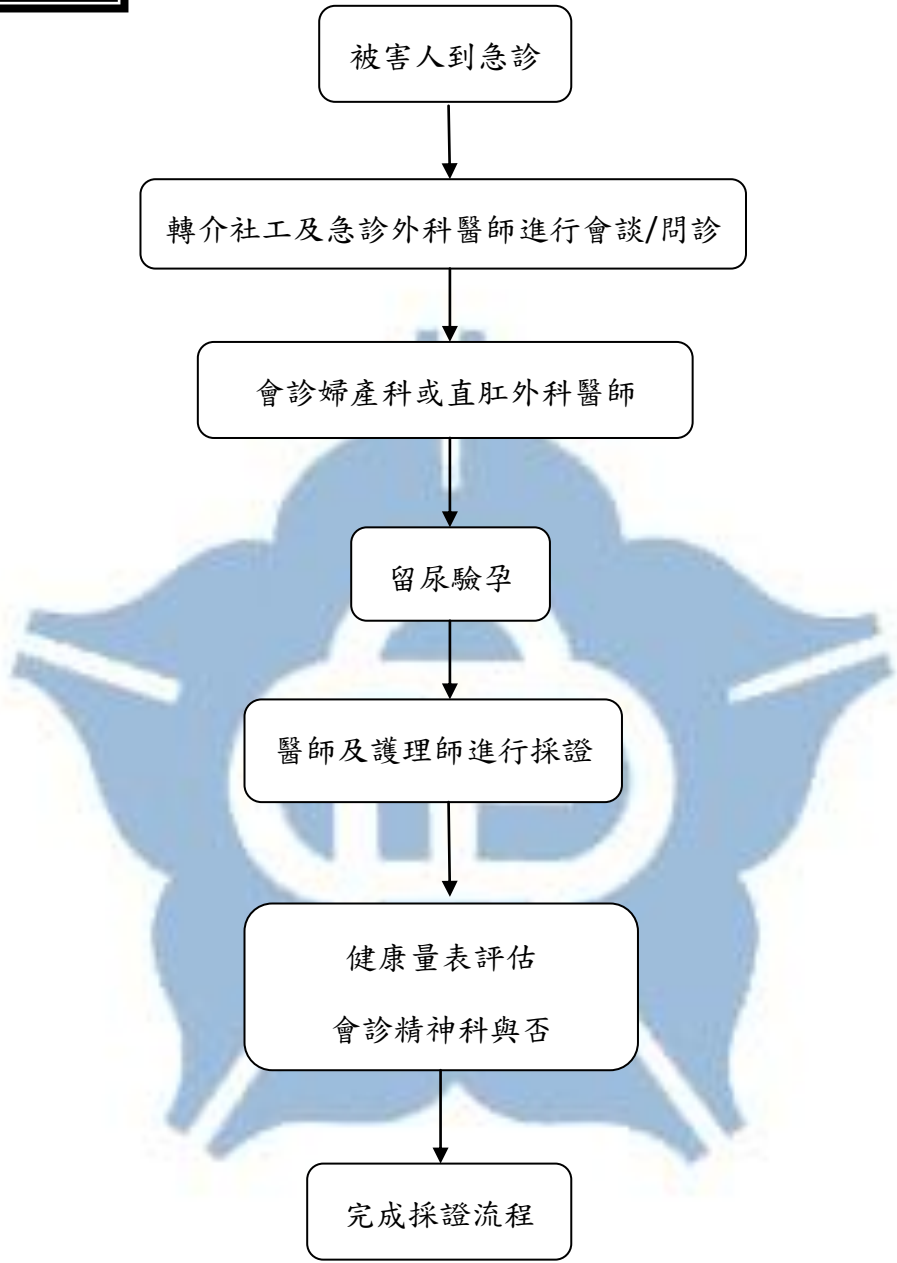 被害人到急診
轉介社工及急診外科醫師進行會談/問診
會診婦產科或直肛外科醫師
留尿驗孕
醫師及護理師進行採證
健康量表評估
會診精神科與否
完成採證流程